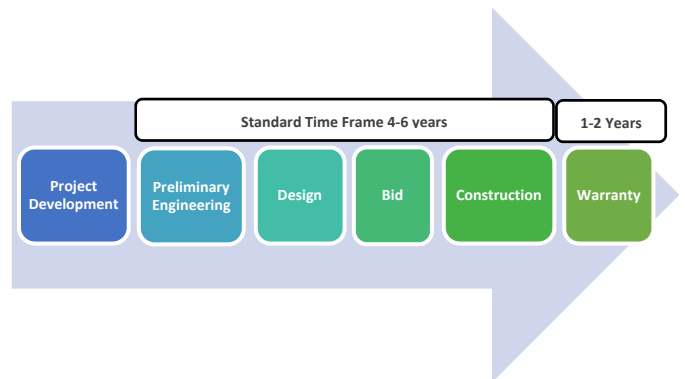 Standard Time Frame 4-6 years
1-2 Years
Project
Development
Preliminary
Engineering
Design
Bid
Construction
Warranty